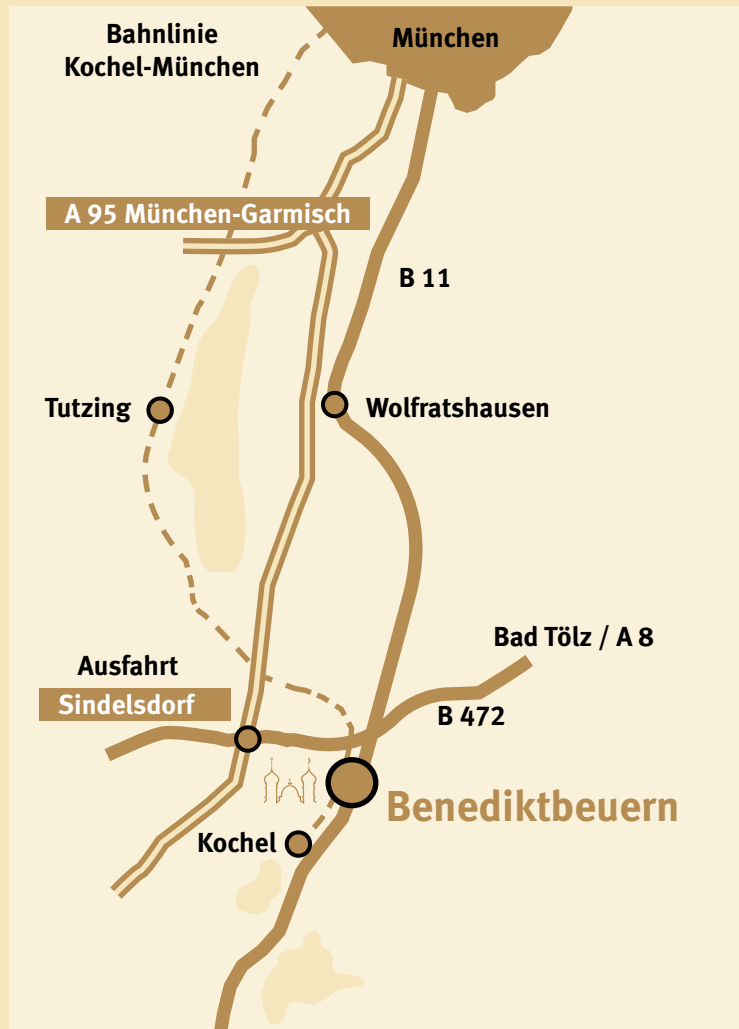 Bahnlinie
Kochel-München
München
A 95 München-Garmisch
B 11
Tutzing
Wolfratshausen
Bad Tölz / A 8
Ausfahrt
Sindelsdorf
B 472
Benediktbeuern
Kochel